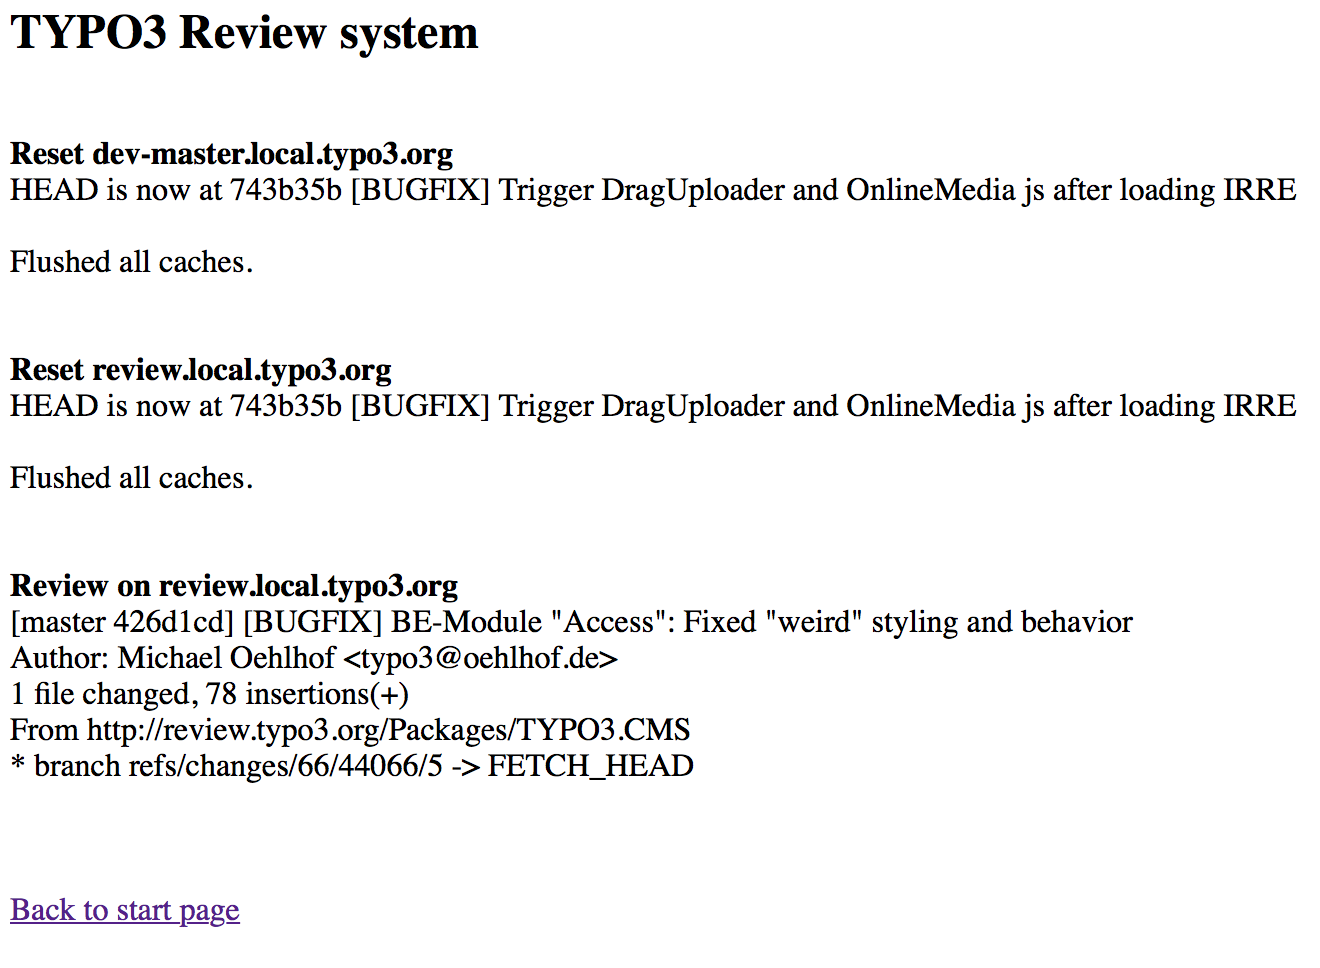 TYPO3 Review system
Reset dev-master.local.typo3.org
HEAD is now at 743b35b [BUGFIX] Trigger DragUploader and OnlineMedia js after loading IRRE
Flushed all caches.
Reset review.local.typo3.org
HEAD is now at 743b35b [BUGFIX] Trigger DragUploader and OnlineMedia js after loading IRRE
Flushed all caches.
Review on review.local.typo3.org
[master 426d1cd] [BUGFIX] BE-Module "Access": Fixed "weird" styling and behavior
Author: Michael Oehlhof <typo3@oehlhof.de>
1 file changed, 78 insertions(+)
From http://review.typo3.org/Packages/TYPO3.CMS
* branch refs/changes/66/44066/5 -> FETCH_HEAD
Back to start page